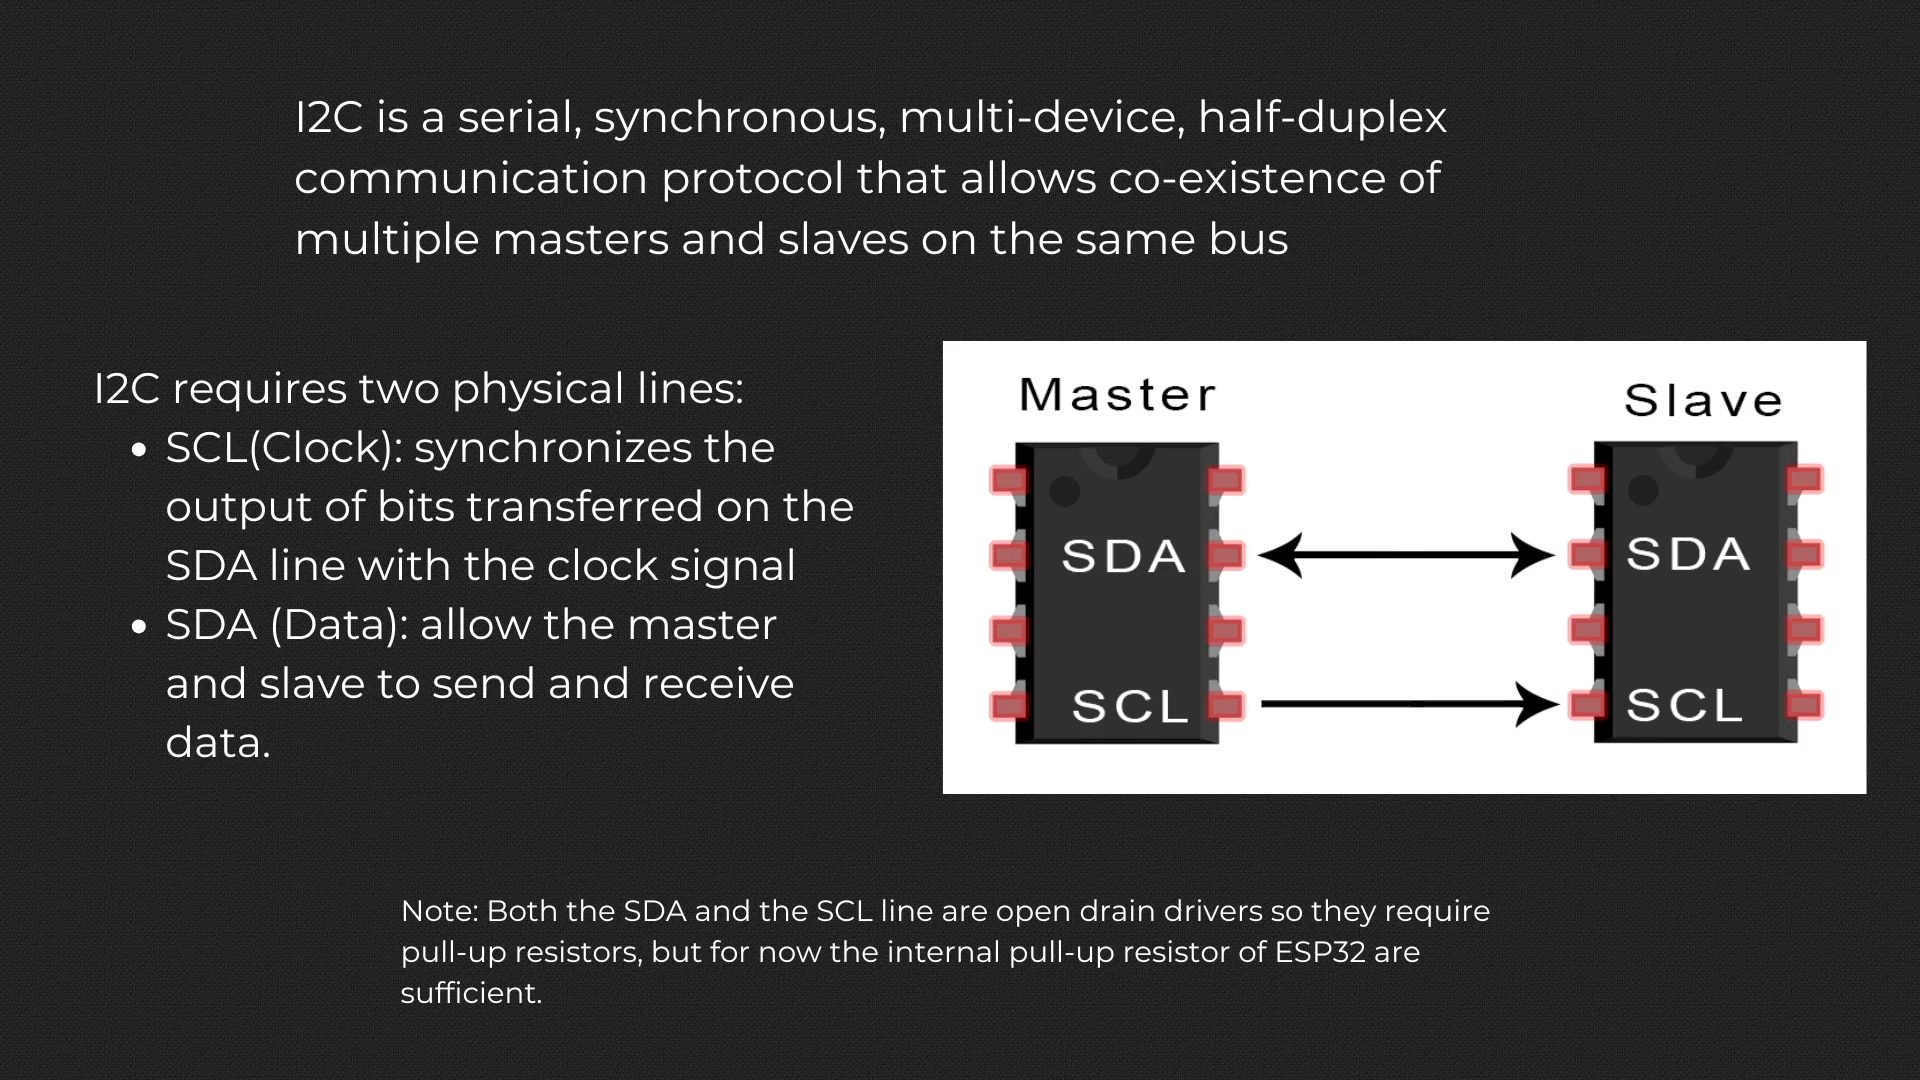 I2C is a serial, synchronous, multi-device, half-duplex
communication protocol that allows co-existence of
multiple masters and slaves on the same bus
I2C requires two physical lines:
• SCL(Clock): synchronizes the
output of bits transferred on the
SDA line with the clock signal
• SDA (Data): allow the master
and slave to send and receive
data.
Master
Slave
SDA
SDA
SCL
SCL
Note: Both the SDA and the SCL line are open drain drivers so they require
pull-up resistors, but for now the internal pull-up resistor of ESP32 are
sufficient.